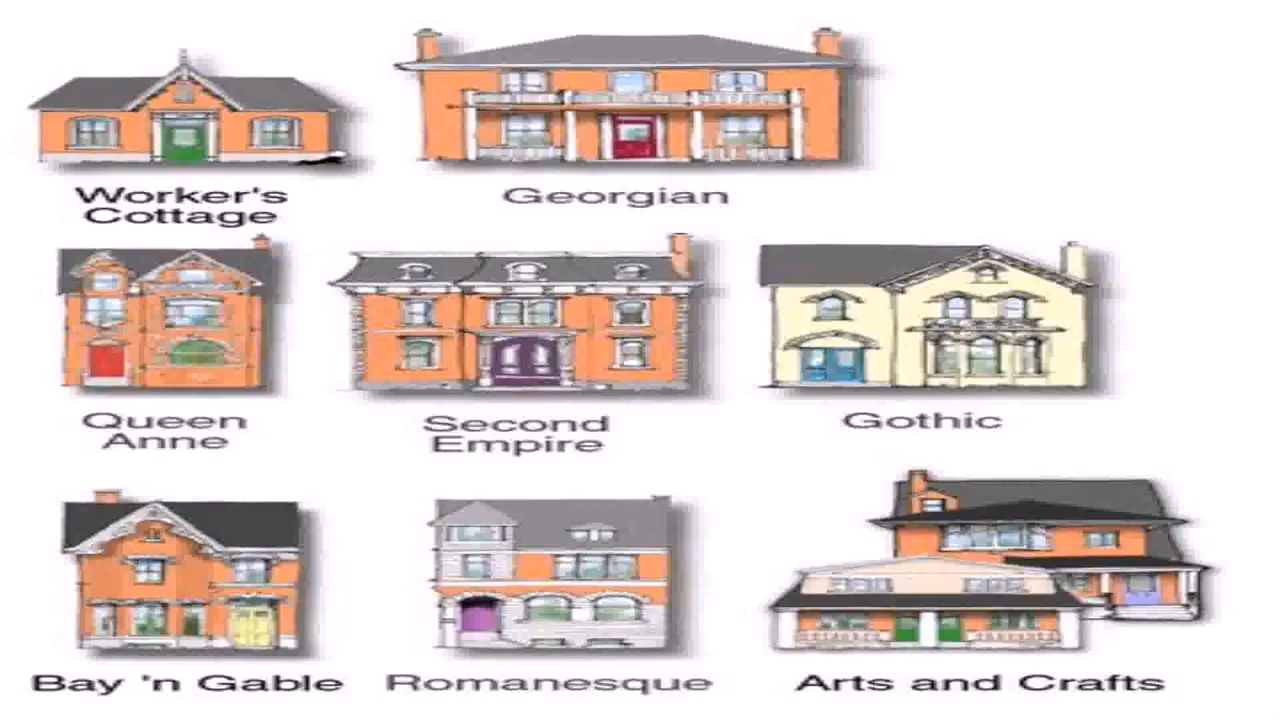 Worker's
Cottage
Georgian
Queen
Anne
Second
Empire
Gothic
Bay 'n Gable
Romanesque
Arts and Crafts